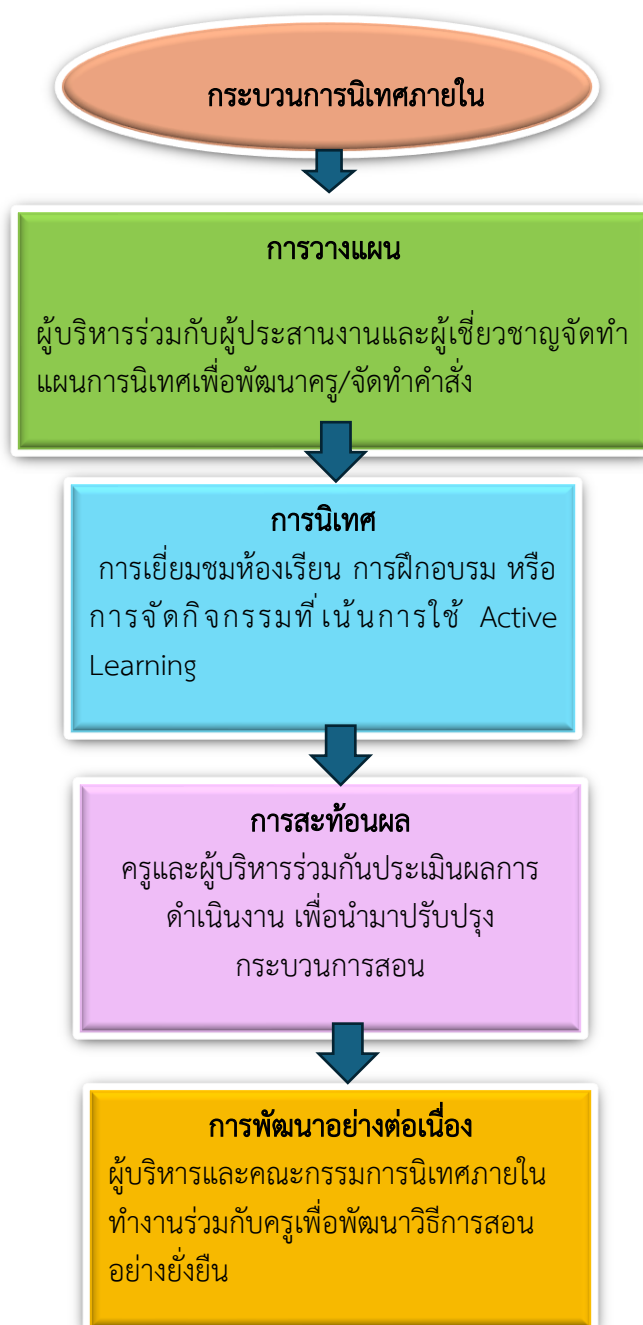 กระบวนการนิเทศภายใน
การวางแผน
ผู้บริหารร่วมกับผู้ประสานงานและผู้เชี่ยวชาญจัดทำ
แผนการนิเทศเพื่อพัฒนาครู/จัดทำคำสั่ง
การนิเทศ
การเยี่ยมชมห้องเรียน การฝึกอบรม หรือ
การจัดกิจกรรมที่เน้นการใช้ Active
Learning
การสะท้อนผล
ครูและผู้บริหารร่วมกันประเมินผลการ
ดำเนินงาน เพื่อนำมาปรับปรุง
กระบวนการสอน
การพัฒนาอย่างต่อเนื่อง
ผู้บริหารและคณะกรรมการนิเทศภายใน
ทำงานร่วมกับครูเพื่อพัฒนาวิธีการสอน
อย่างยั่งยืน